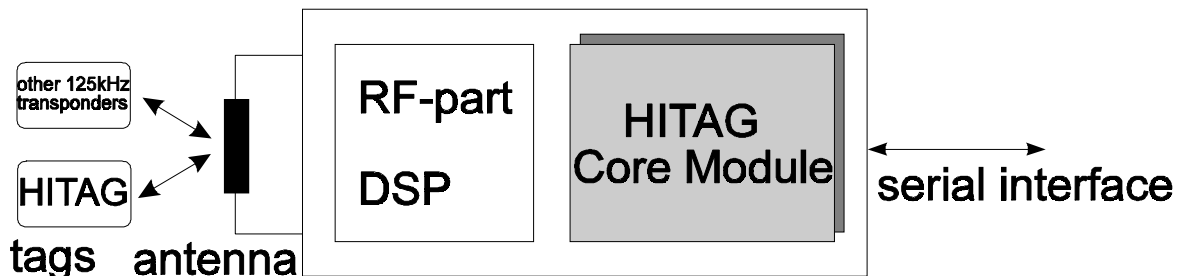 other 125kHz
transponders
HITAG
tags
antenna
RF-part
DSP
HITAG
Core Module
serial interface